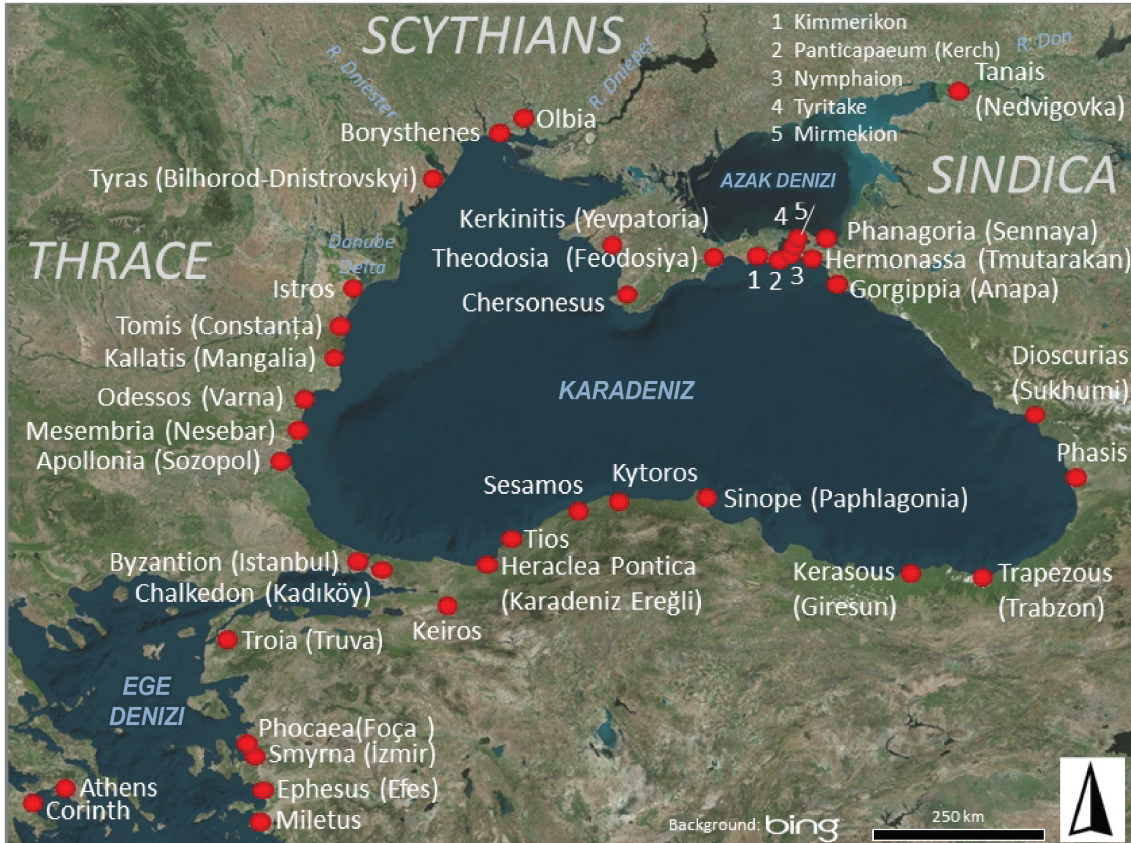 SCYTHIANS
1 Kimmerikon
2 Panticapaeum (Kerch)
3 Nymphaion
4 Tyritake
5 Mirmekion
R. Don
R. Dniester
R. Dnieper
Tanais
(Nedvigovka)
Olbia
Borysthenes
Tyras (Bilhorod-Dnistrovskyi)
AZAK DENIZI
SINDICA
Kerkinitis (Yevpatoria)
4
5
Phanagoria (Sennaya)
THRACE
Danube
Delta
Theodosia (Feodosiya)
Hermonassa (Tmutarakan)
1
2
3
Istros
Gorgippia (Anapa)
Chersonesus
Tomis (Constanța)
Kallatis (Mangalia)
Dioscurias
(Sukhumi)
KARADENIZ
Odessos (Varna)
Mesembria (Nesebar)
Apollonia (Sozopol)
Phasis
Sesamos
Kytoros
Sinope (Paphlagonia)
Tios
Byzantion (Istanbul)
Heraclea Pontica
(Karadeniz Ereğli)
Chalkedon (Kadıköy)
Kerasous
(Giresun)
Trapezous
(Trabzon)
Keiros
Troia (Truva)
EGE
DENIZI
Phocaea(Foça )
Smyrna (İzmir)
Athens
Ephesus (Efes)
Corinth
Miletus
Background: bing
250 km